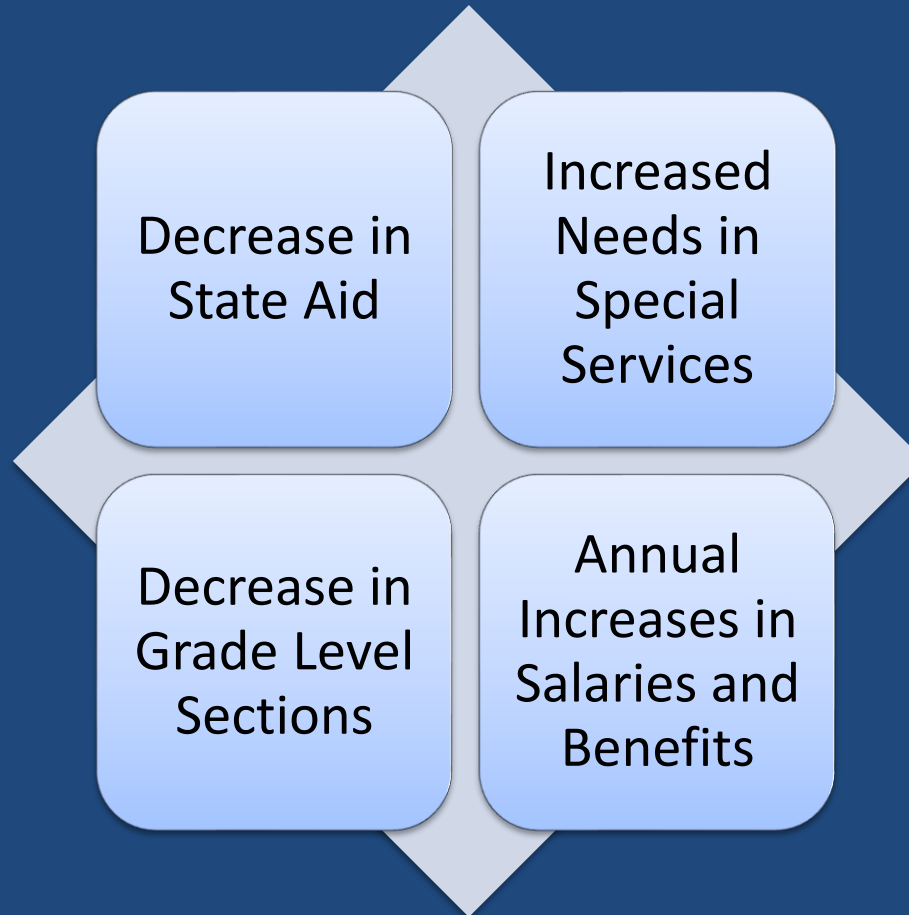 Decrease in
State Aid
Increased
Needs in
Special
Services
Decrease in
Grade Level
Sections
Annual
Increases in
Salaries and
Benefits